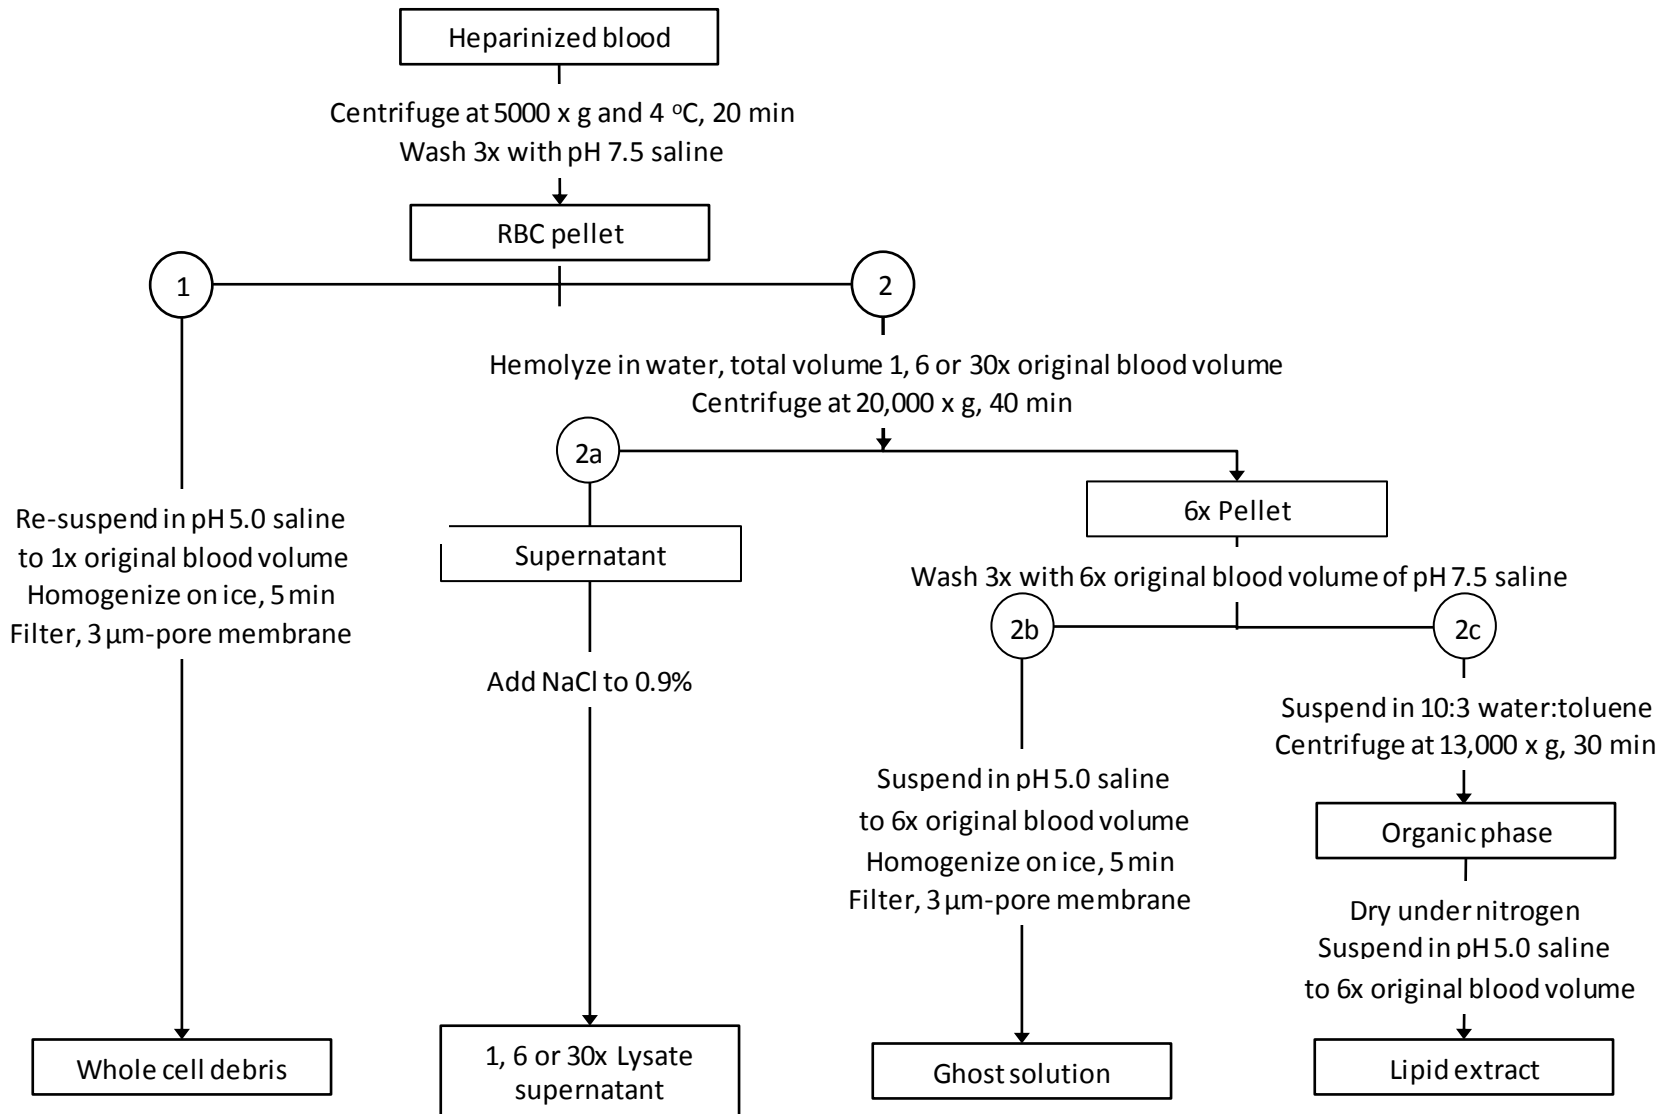 Heparinized blood
Centrifuge at 5000 x g and 4 °C, 20 min
Wash 3x with pH 7.5 saline
RBC pellet
1
2
Hemolyze in water, total volume 1, 6 or 30x original blood volume
Centrifuge at 20,000 x g, 40 min
2a
6x Pellet
Re-suspend in pH 5.0 saline
to 1x original blood volume
Homogenize on ice, 5 min
Filter, 3 µm-pore membrane
Supernatant
Wash 3x with 6x original blood volume of pH 7.5 saline
2b
2c
Add NaCl to 0.9%
Suspend in 10:3 water:toluene
Centrifuge at 13,000 x g, 30 min
Suspend in pH 5.0 saline
to 6x original blood volume
Homogenize on ice, 5 min
Filter, 3 µm-pore membrane
Organic phase
Dry under nitrogen
Suspend in pH 5.0 saline
to 6x original blood volume
Whole cell debris
1, 6 or 30x Lysate
supernatant
Ghost solution
Lipid extract